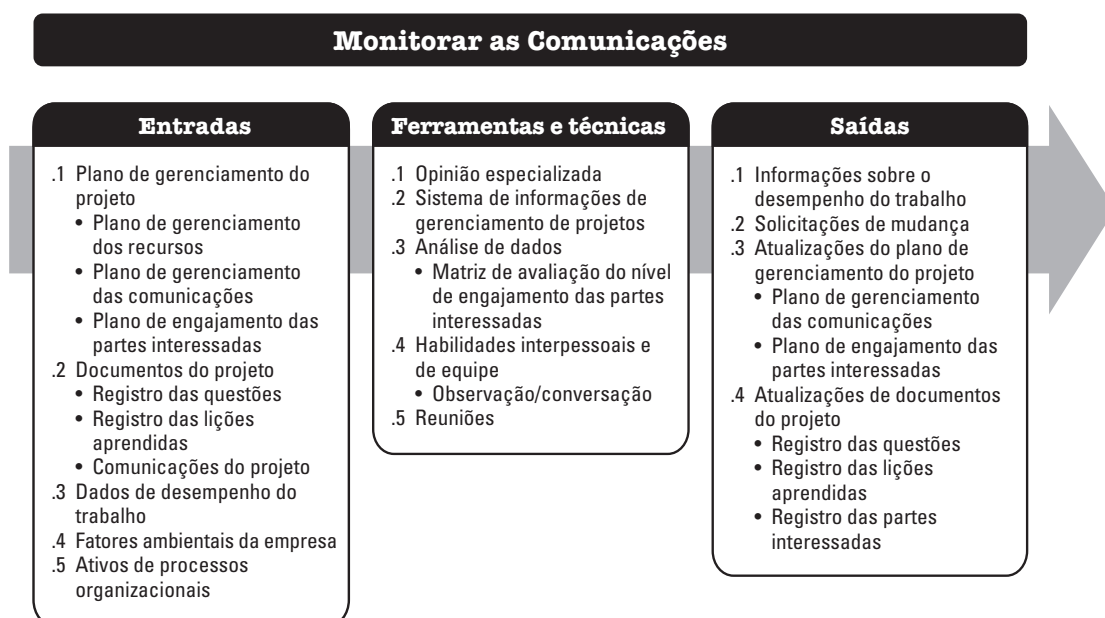 Monitorar as Comunicações
Entradas
.1 Plano de gerenciamento do
projeto
• Plano de gerenciamento
dos recursos
• Plano de gerenciamento
das comunicações
• Plano de engajamento das
partes interessadas
.2 Documentos do projeto
• Registro das questões
• Registro das lições
aprendidas
• Comunicações do projeto
.3 Dados de desempenho do
trabalho
.4 Fatores ambientais da empresa
.5 Ativos de processos
organizacionais
Ferramentas e técnicas
.1 Opinião especializada
.2 Sistema de informações de
gerenciamento de projetos
.3 Análise de dados
• Matriz de avaliação do nível
de engajamento das partes
interessadas
.4 Habilidades interpessoais e
de equipe
• Observação/conversação
.5 Reuniões
Saídas
.1 Informações sobre o
desempenho do trabalho
.2 Solicitações de mudança
.3 Atualizações do plano de
gerenciamento do projeto
• Plano de gerenciamento
das comunicações
• Plano de engajamento das
partes interessadas
.4 Atualizações de documentos
do projeto
• Registro das questões
• Registro das lições
aprendidas
• Registro das partes
interessadas